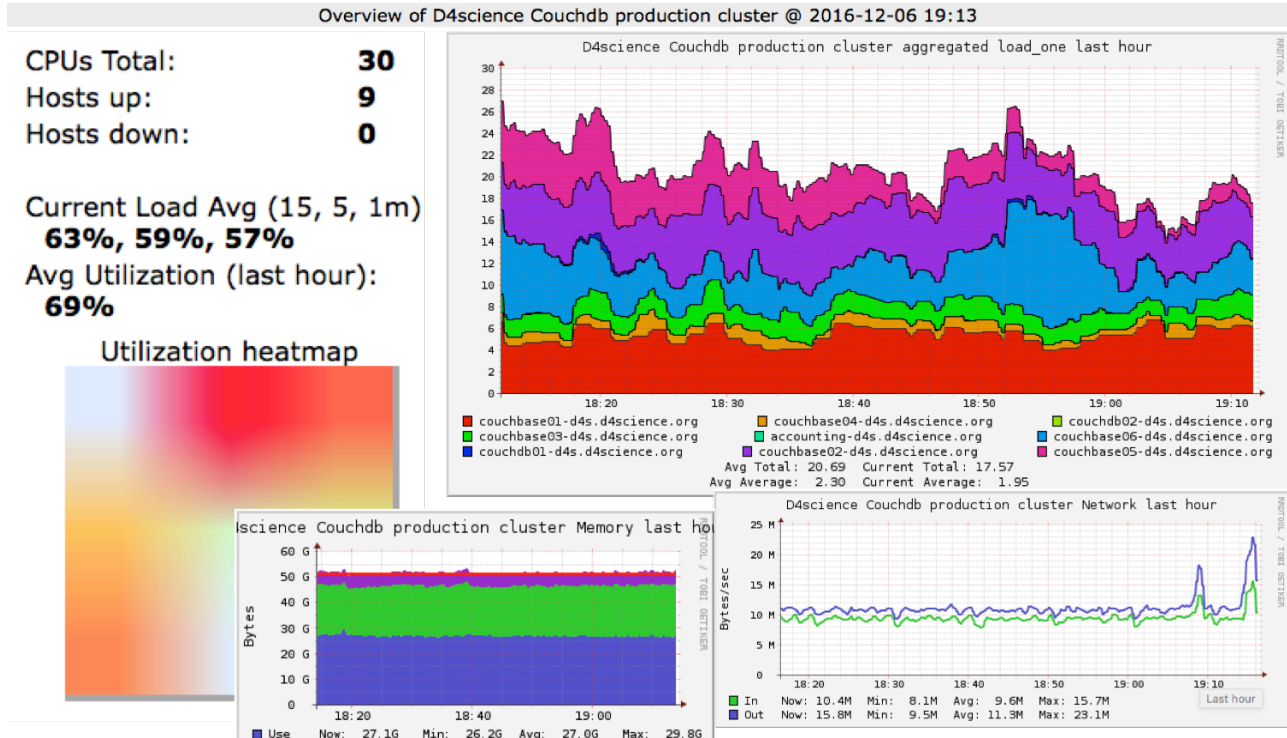 Overview of D4science Couchdb production cluster @ 2016-12-06 19:13
CPUs Total: 30
Hosts up: 9
Hosts down: 0
Current Load Avg (15, 5, 1m)
63%, 59%, 57%
Avg Utilization (last hour):
69%
Utilization heatmap
D4science Couchdb production cluster aggregated load_one last hour
RRDTOOL / TOBI OETIKER
30
28
26
24
22
20
18
16
14
12
10
8
6
4
2
0
18:20 18:30 18:40 18:50 19:00 19:10
couchbase01-d4s.d4science.org couchbase04-d4s.d4science.org couchdb02-d4s.d4science.org
couchbase03-d4s.d4science.org accounting-d4s.d4science.org couchbase06-d4s.d4science.org
couchdb01-d4s.d4science.org couchbase02-d4s.d4science.org couchbase05-d4s.d4science.org
Avg Total: 20.69 Current Total: 17.57
Avg Average: 2.30 Current Average: 1.95
science Couchdb production cluster Memory last hou
RRDTOOL / TOBI OETIKER
Bytes
60 G
50 G
40 G
30 G
20 G
10 G
0
18:20 18:40 19:00
Use Now: 27.1G Min: 26.2G Avg: 27.0G Max: 29.8G
D4science Couchdb production cluster Network last hour
RRDTOOL / TOBI OETIKER
Bytes/sec
25 M
20 M
15 M
10 M
5 M
0
18:20 18:30 18:40 18:50 19:00 19:10
In Now: 10.4M Min: 8.1M Avg: 9.6M Max: 15.7M
Out Now: 15.8M Min: 9.5M Avg: 11.3M Max: 23.1M
Last hour